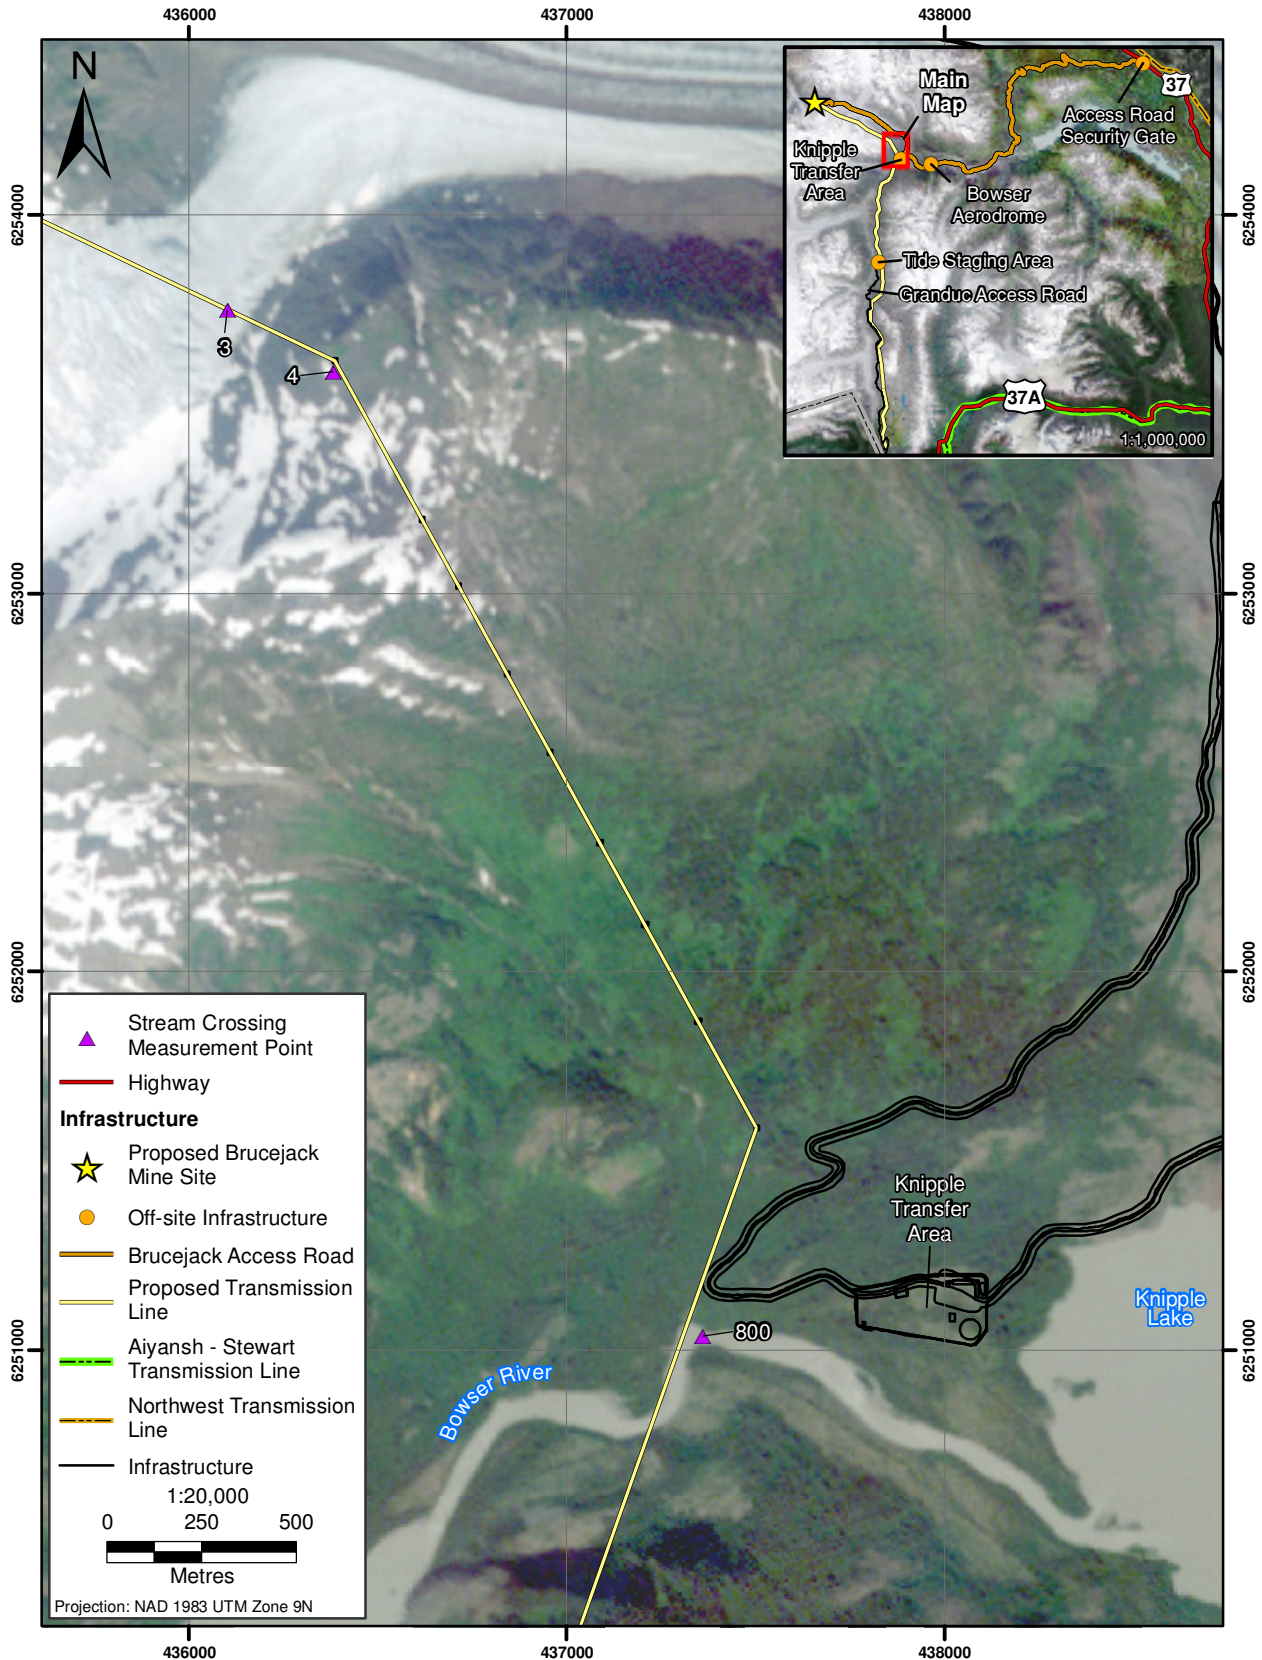 436000
437000
438000
N
Main
Map
37
Access Road
Security Gate
Knipple
Transfer
Area
Bowser
Aerodrome
Tide Staging Area
Granduc Access Road
37A
1:1,000,000
6254000
6254000
3
4
6253000
6253000
6252000
6252000
Stream Crossing
Measurement Point
Highway
Infrastructure
Proposed Brucejack
Mine Site
Off-site Infrastructure
Brucejack Access Road
Proposed Transmission
Line
Aiyansh - Stewart
Transmission Line
Northwest Transmission
Line
Infrastructure
1:20,000
0 250 500
Metres
Projection: NAD 1983 UTM Zone 9N
Knipple
Transfer
Area
Knipple
Lake
800
Bowser River
6251000
6251000
436000
437000
438000